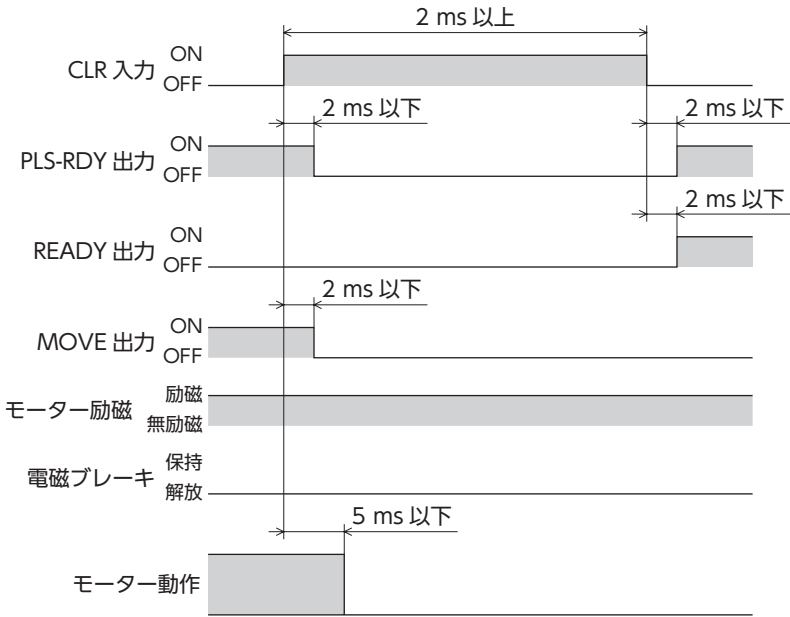 2 ms 以上
CLR 入力
ON
OFF
2 ms 以下
2 ms 以下
PLS-RDY 出力
ON
OFF
2 ms 以下
READY 出力
ON
OFF
2 ms 以下
MOVE 出力
ON
OFF
モーター励磁
励磁
無励磁
電磁ブレーキ
保持
解放
5 ms 以下
モーター動作